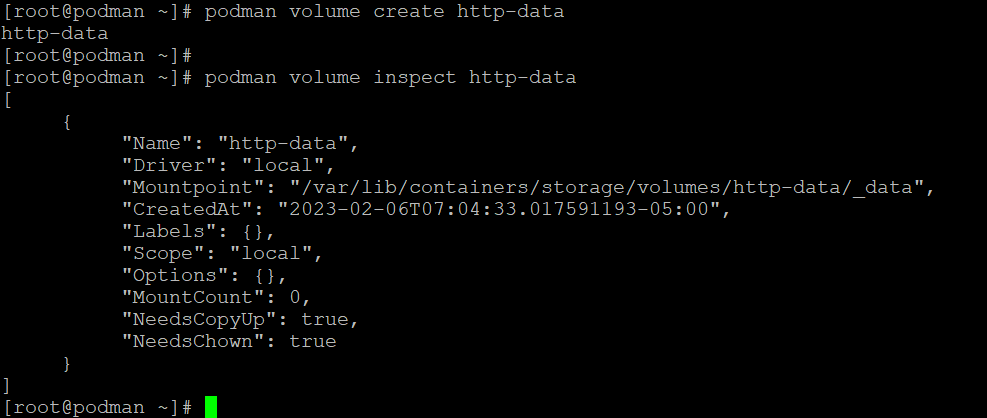 [root@podman ~]# podman volume create http-data
http-data
[root@podman ~]#
[root@podman ~]# podman volume inspect http-data
[
     {
          "Name": "http-data",
          "Driver": "local",
          "Mountpoint": "/var/lib/containers/storage/volumes/http-data/_data",
          "CreatedAt": "2023-02-06T07:04:33.017591193-05:00",
          "Labels": {},
          "Scope": "local",
          "Options": {},
          "MountCount": 0,
          "NeedsCopyUp": true,
          "NeedsChown": true
     }
]
[root@podman ~]#